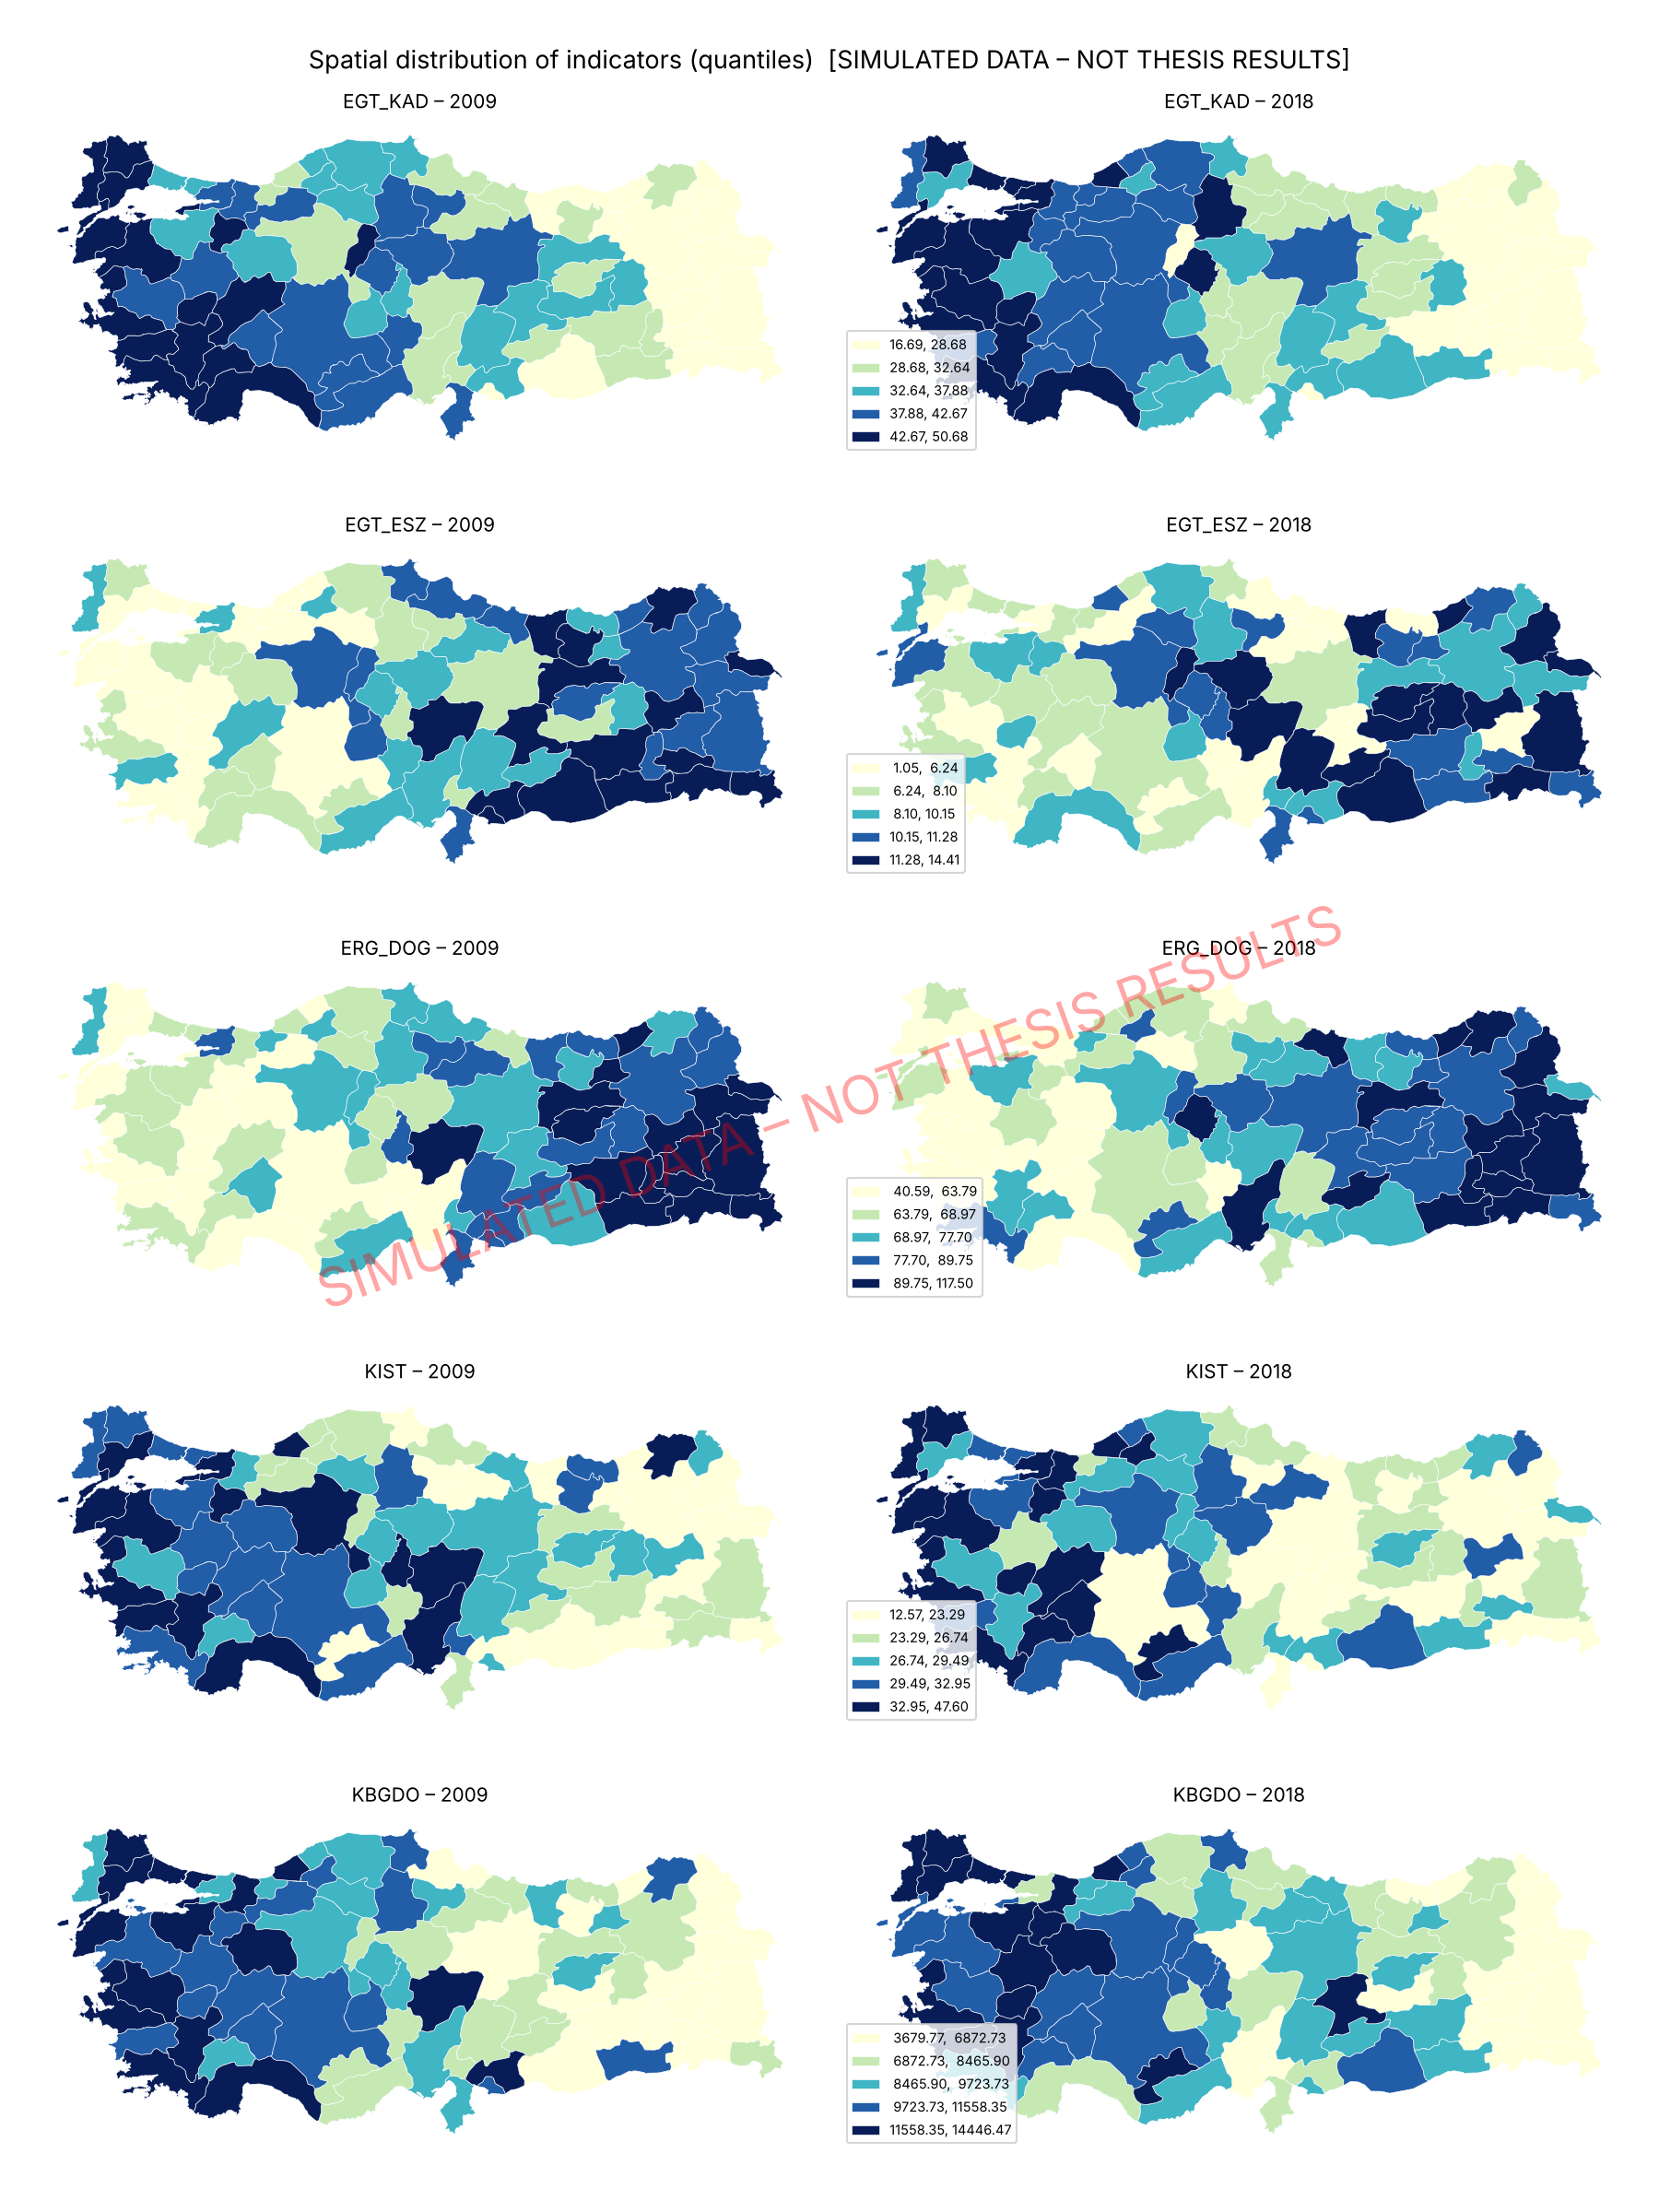 Spatial distribution of indicators (quantiles) [SIMULATED DATA – NOT THESIS RESULTS]
EGT_KAD – 2009
EGT_KAD – 2018
16.69, 28.68
28.68, 32.64
32.64, 37.88
37.88, 42.67
42.67, 50.68
EGT_ESZ – 2009
EGT_ESZ – 2018
1.05, 6.24
6.24, 8.10
8.10, 10.15
10.15, 11.28
11.28, 14.41
ERG_DOG – 2009
ERG_DOG – 2018
SIMULATED DATA – NOT THESIS RESULTS
40.59, 63.79
63.79, 68.97
68.97, 77.70
77.70, 89.75
89.75, 117.50
KIST – 2009
KIST – 2018
12.57, 23.29
23.29, 26.74
26.74, 29.49
29.49, 32.95
32.95, 47.60
KBGDO – 2009
KBGDO – 2018
3679.77, 6872.73
6872.73, 8465.90
8465.90, 9723.73
9723.73, 11558.35
11558.35, 14446.47